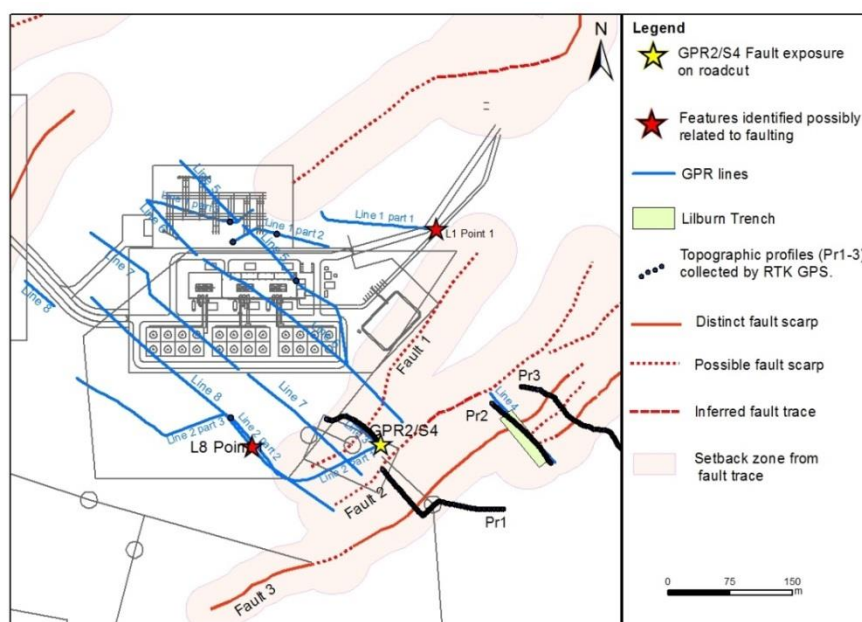 N
Line 5
Line 1 part
Line 6
Line 1 part 2
Line 1 part 1
L1 Point 1
Line 5
Line 7
Line 8
Fault 1
Line 8
Line 7
Pr3
Line4
Pr2
Line 2 part 3
Line 2 part 2
L8 Point
GPR2/S4
Line 2 part
Fault 2
Pr1
Fault 3
Legend
GPR2/S4 Fault exposure
on roadcut
Features identified possibly
related to faulting
GPR lines
Lilburn Trench
Topographic profiles (Pr1-3)
collected by RTK GPS.
Distinct fault scarp
Possible fault scarp
Inferred fault trace
Setback zone from
fault trace
0 75 150
m